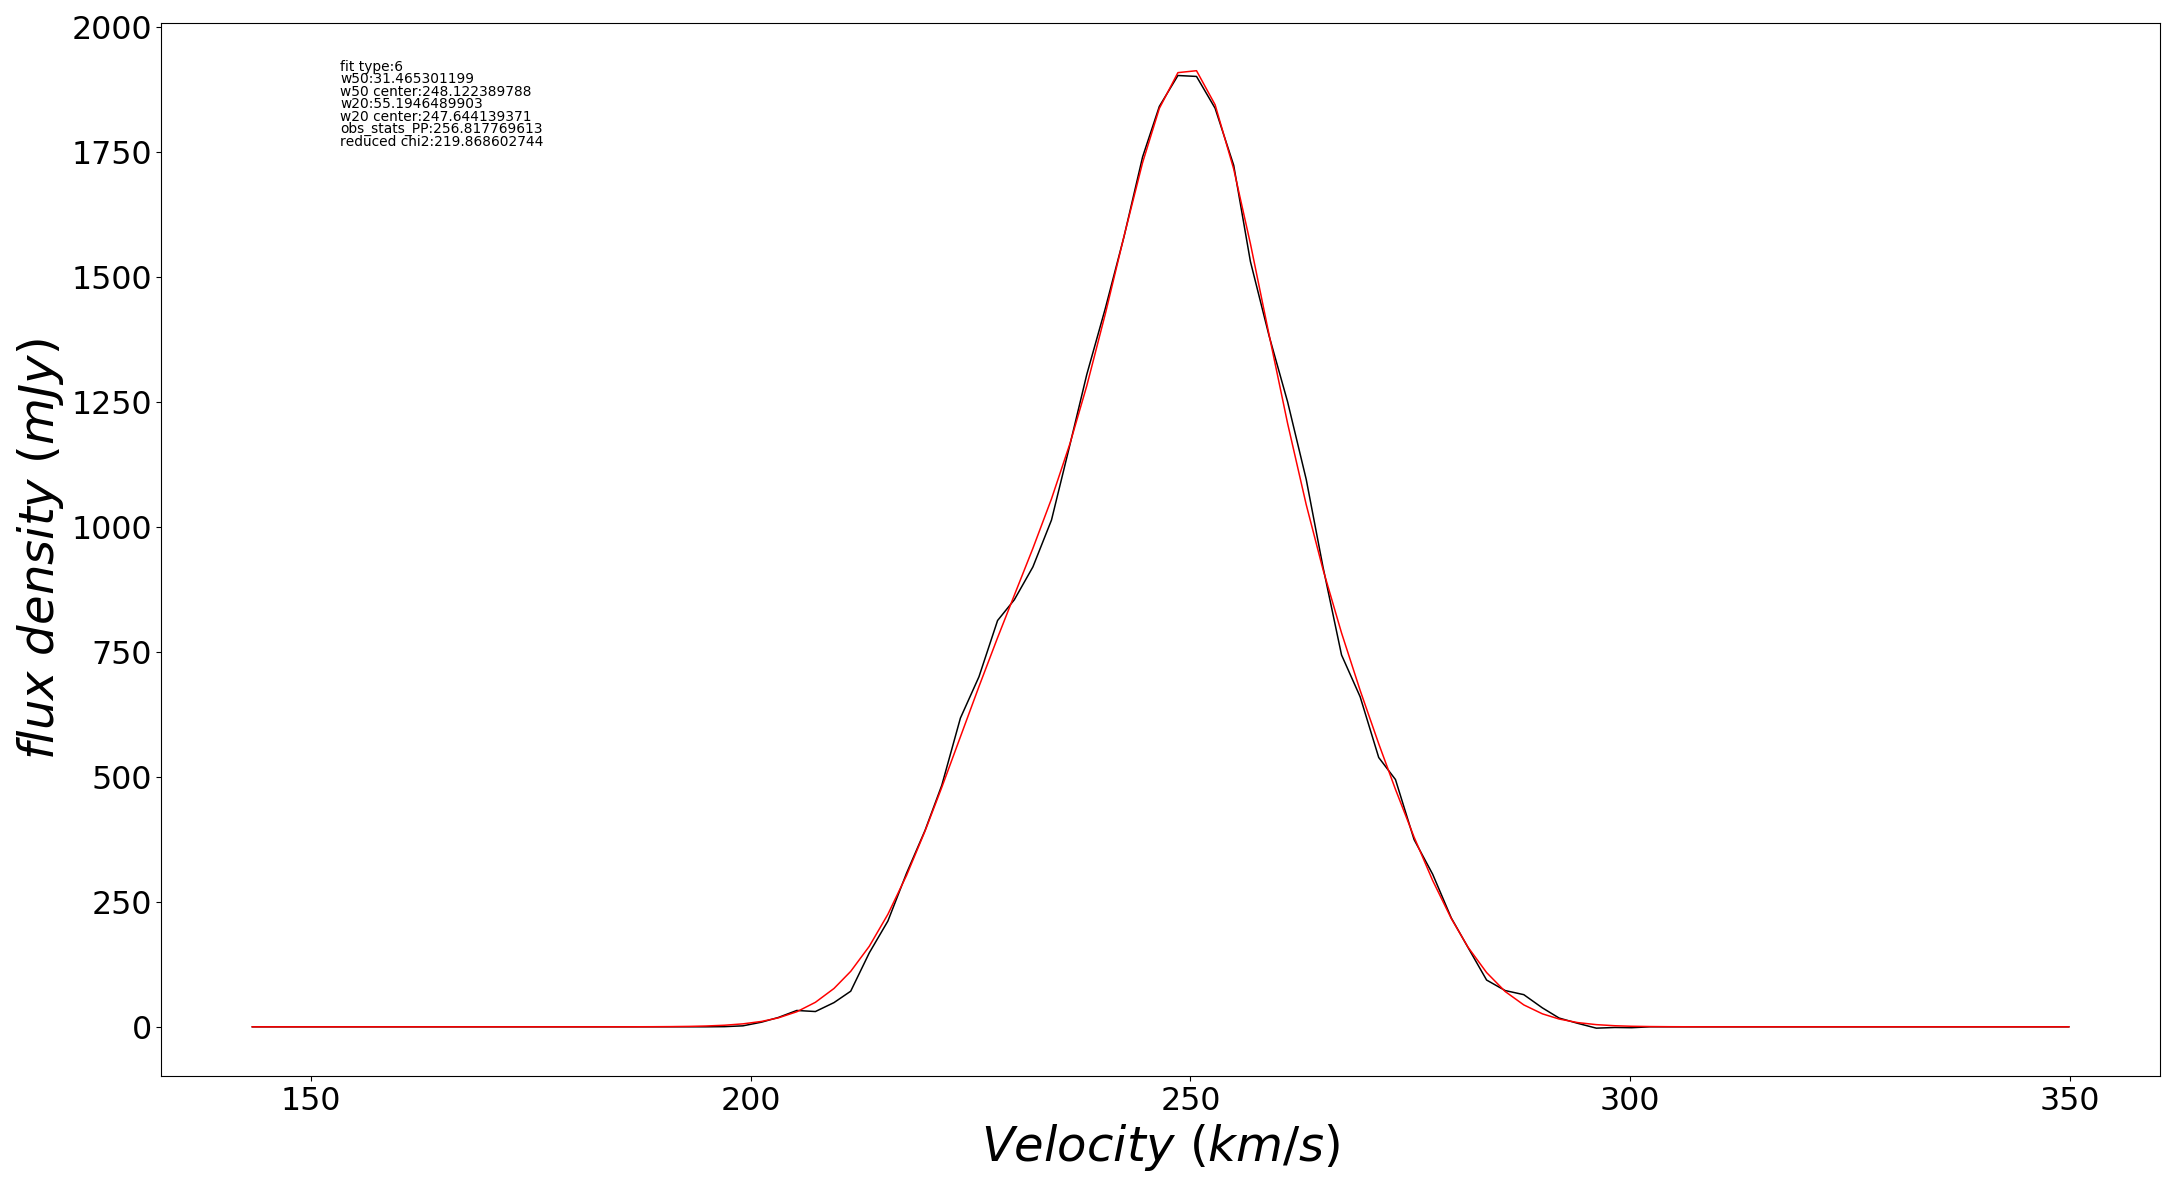 2000
1750
1500
1250
1000
750
500
250
0
flux density (mJy)
fit type:6
w50:31.465301199
w50 center:248.122389788
w20:55.1946489903
w20 center:247.644139371
obs_stats_PP:256.817769613
reduced chi2:219.868602744
150 200 250 300 350
Velocity (km/s)